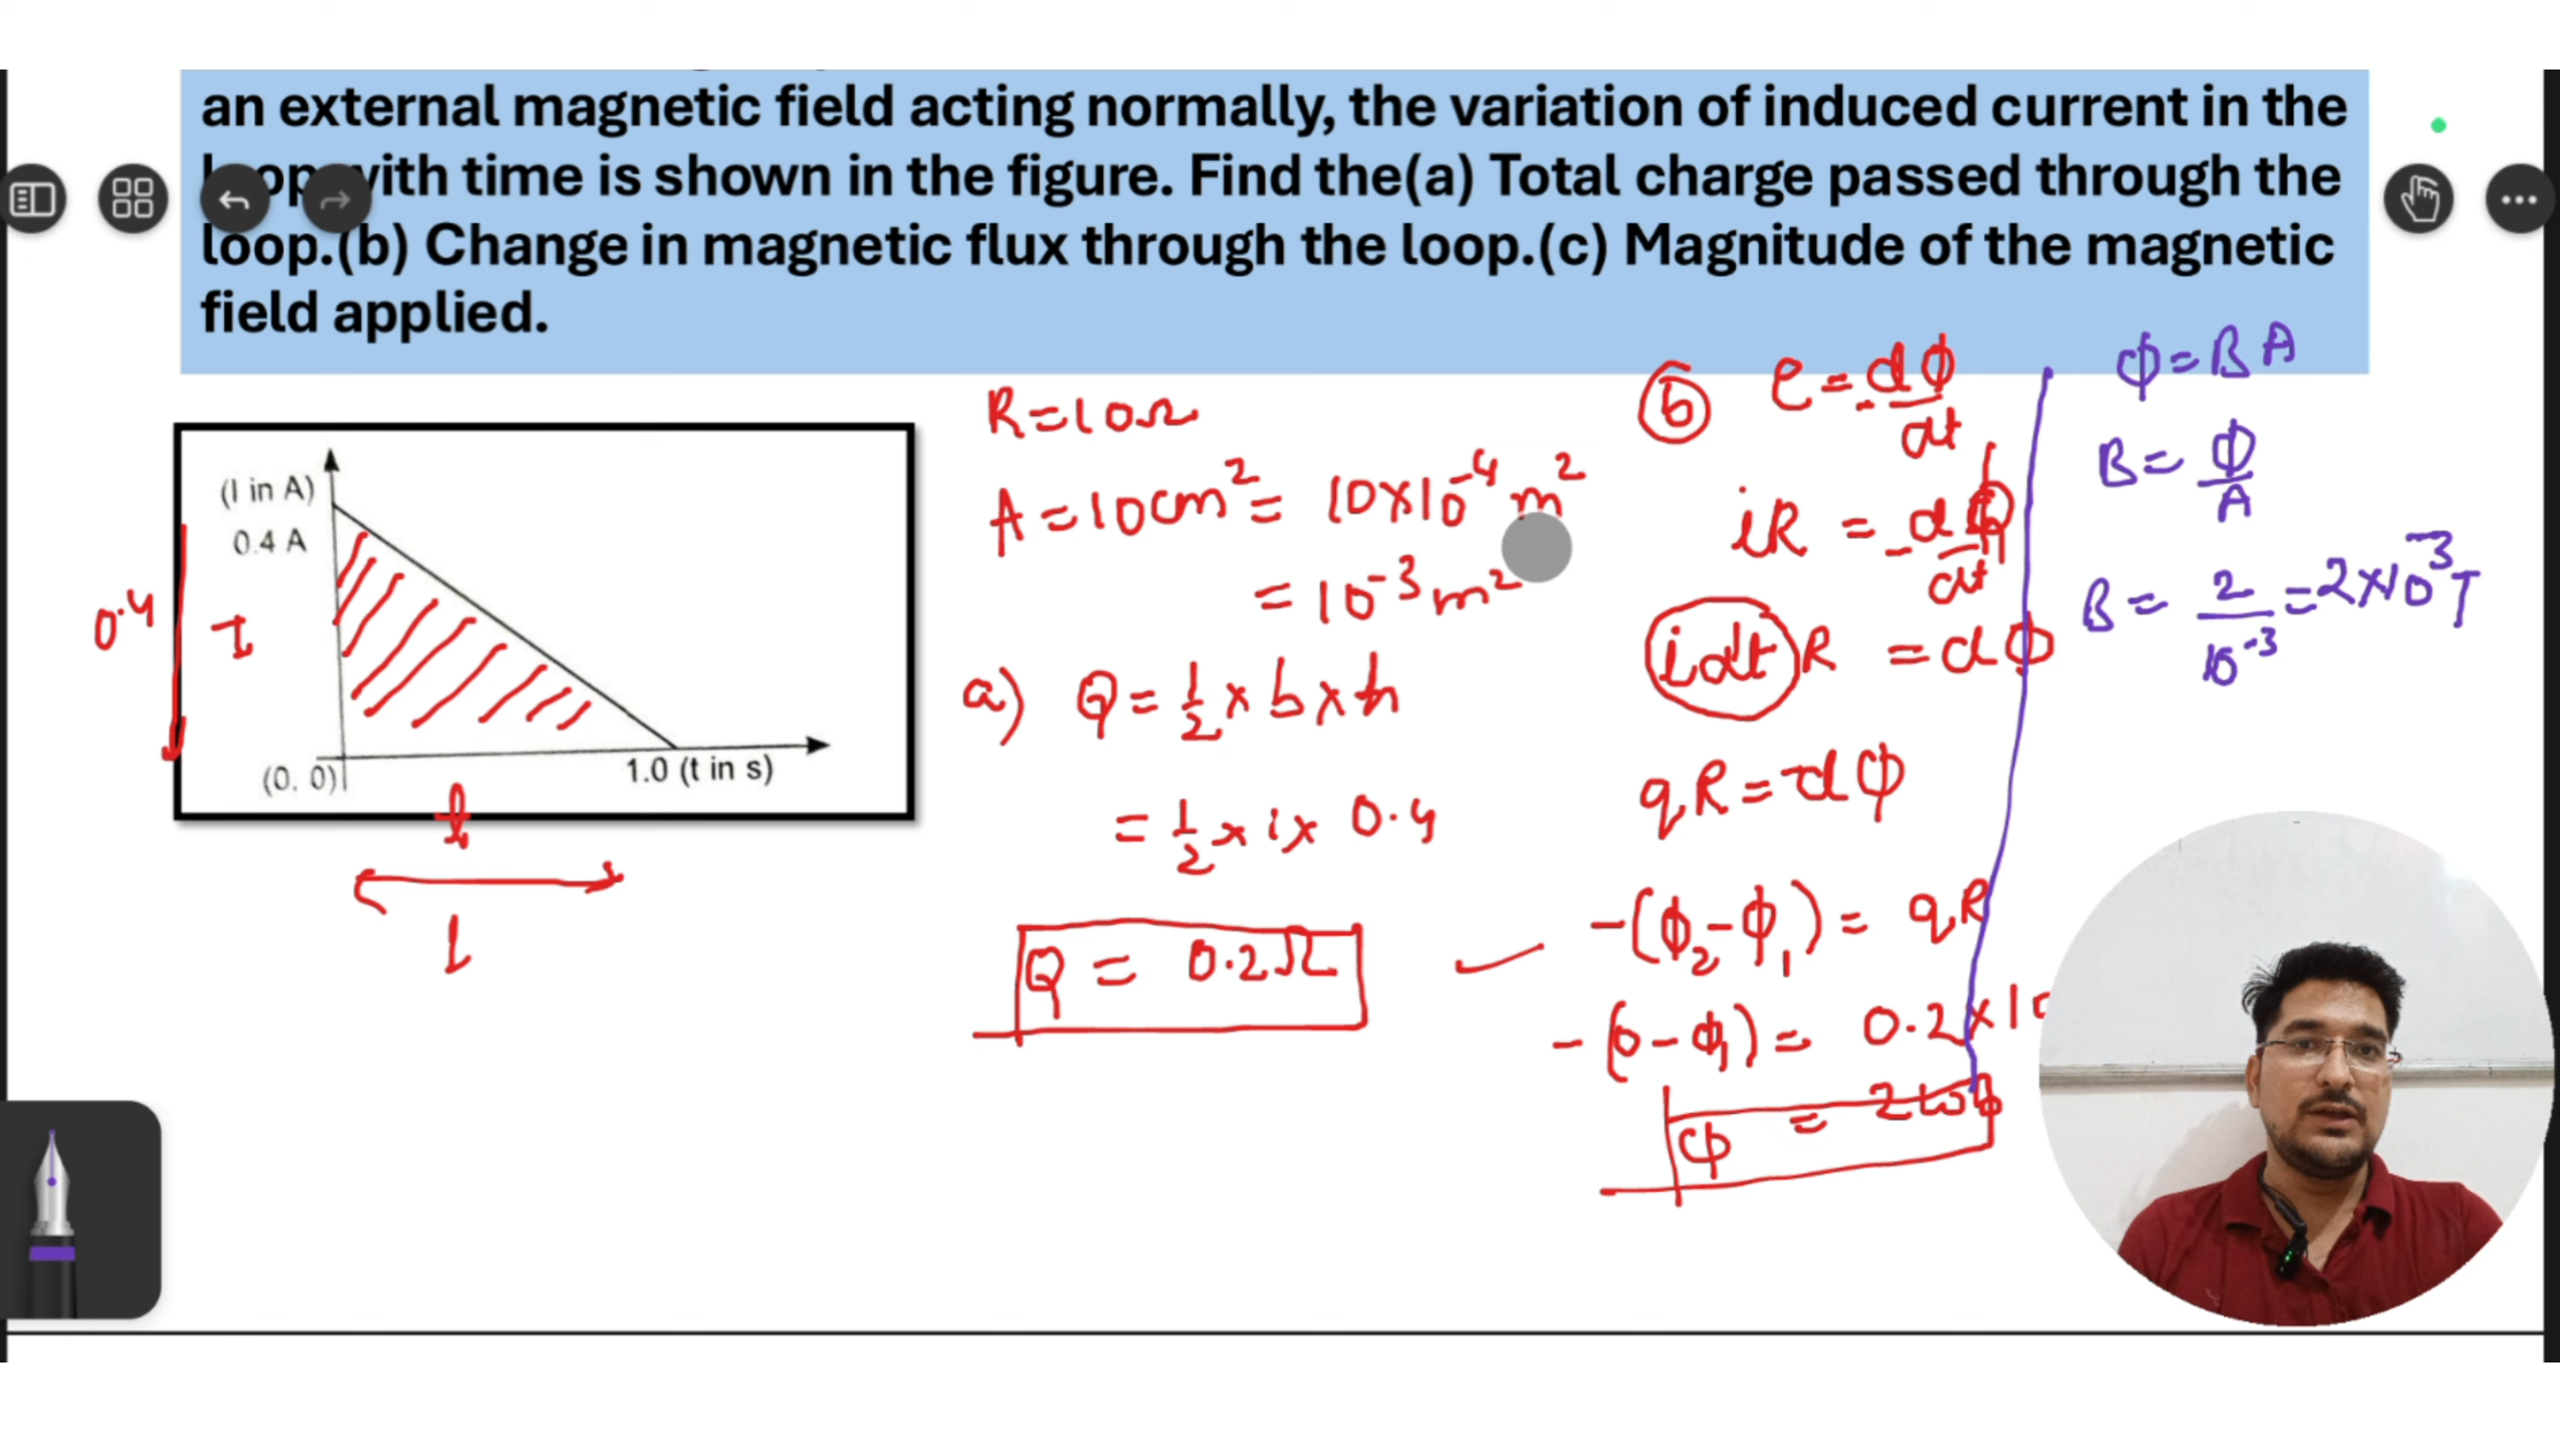 an external magnetic field acting normally, the variation of induced current in the
with time is shown in the figure. Find the(a) Total charge passed through the
loop.(b) Change in magnetic flux through the loop.(c) Magnitude of the magnetic
field applied.
(I in A)
0.4 A
0.4
I
(0, 0)
1.0 (t in s)
t
1
R=10Ω
A=10cm²= 10×10⁻⁴ m²
= 10⁻³m²
a) Q= 1/2 × b × h
= 1/2 × 1 × 0.4
Q = 0.2Ω
b e = -dϕ/dt
iR = -dϕ/dt
idt R = dϕ
qR = -dϕ
-(ϕ₂-ϕ₁) = qR
-(0-ϕ₁) = 0.2×10
ϕ = 2
ϕ=BA
B= ϕ/A
B= 2/10⁻³ =2×10⁻³T